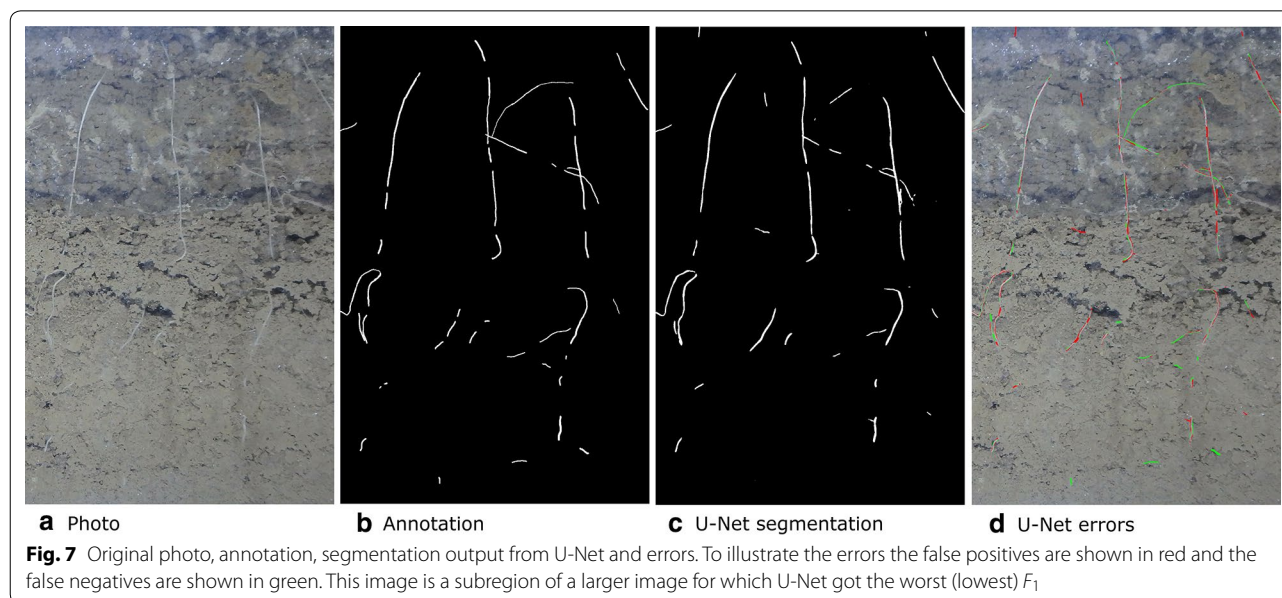 a Photo
b Annotation
c U-Net segmentation
d U-Net errors
Fig. 7 Original photo, annotation, segmentation output from U-Net and errors. To illustrate the errors the false positives are shown in red and the
false negatives are shown in green. This image is a subregion of a larger image for which U-Net got the worst (lowest) F1